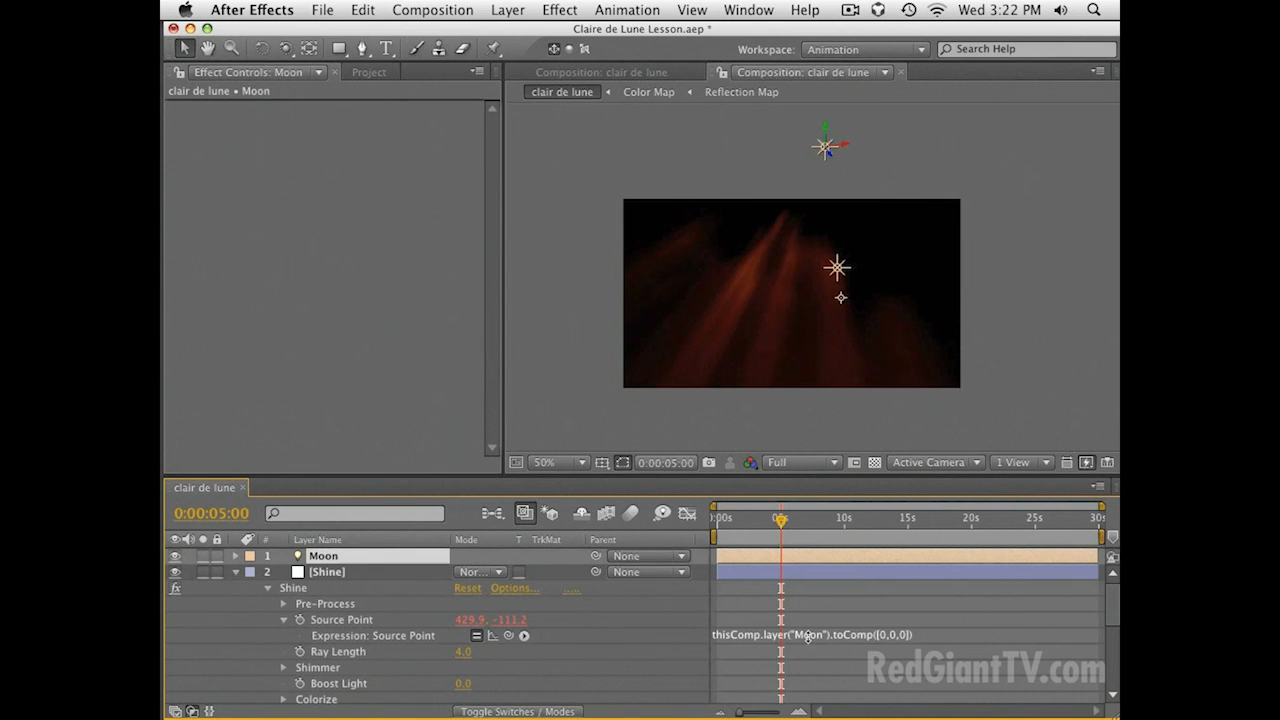 After Effects File Edit Composition Layer Effect Animation View Window Help Wed 3:22 PM
Claire de Lune Lesson.aep *
Workspace: Animation Search Help
Effect Controls: Moon Project Composition: clair de lune Composition: clair de lune
clair de lune • Moon
clair de lune Color Map Reflection Map
50% 0:00:05:00 Full Active Camera 1 View
clair de lune
0:00:05:00 :00s 05s 10s 15s 20s 25s 30s
# Layer Name Mode T TrkMat Parent
1 Moon None
2 [Shine] Nor... None
fx Shine Reset Options... .....
Pre-Process
Source Point 429.9, -111.2
Expression: Source Point thisComp.layer("Moon").toComp([0,0,0])
Ray Length 4.0
Shimmer
Boost Light 0.0
Colorize
RedGiantTV.com
Toggle Switches / Modes